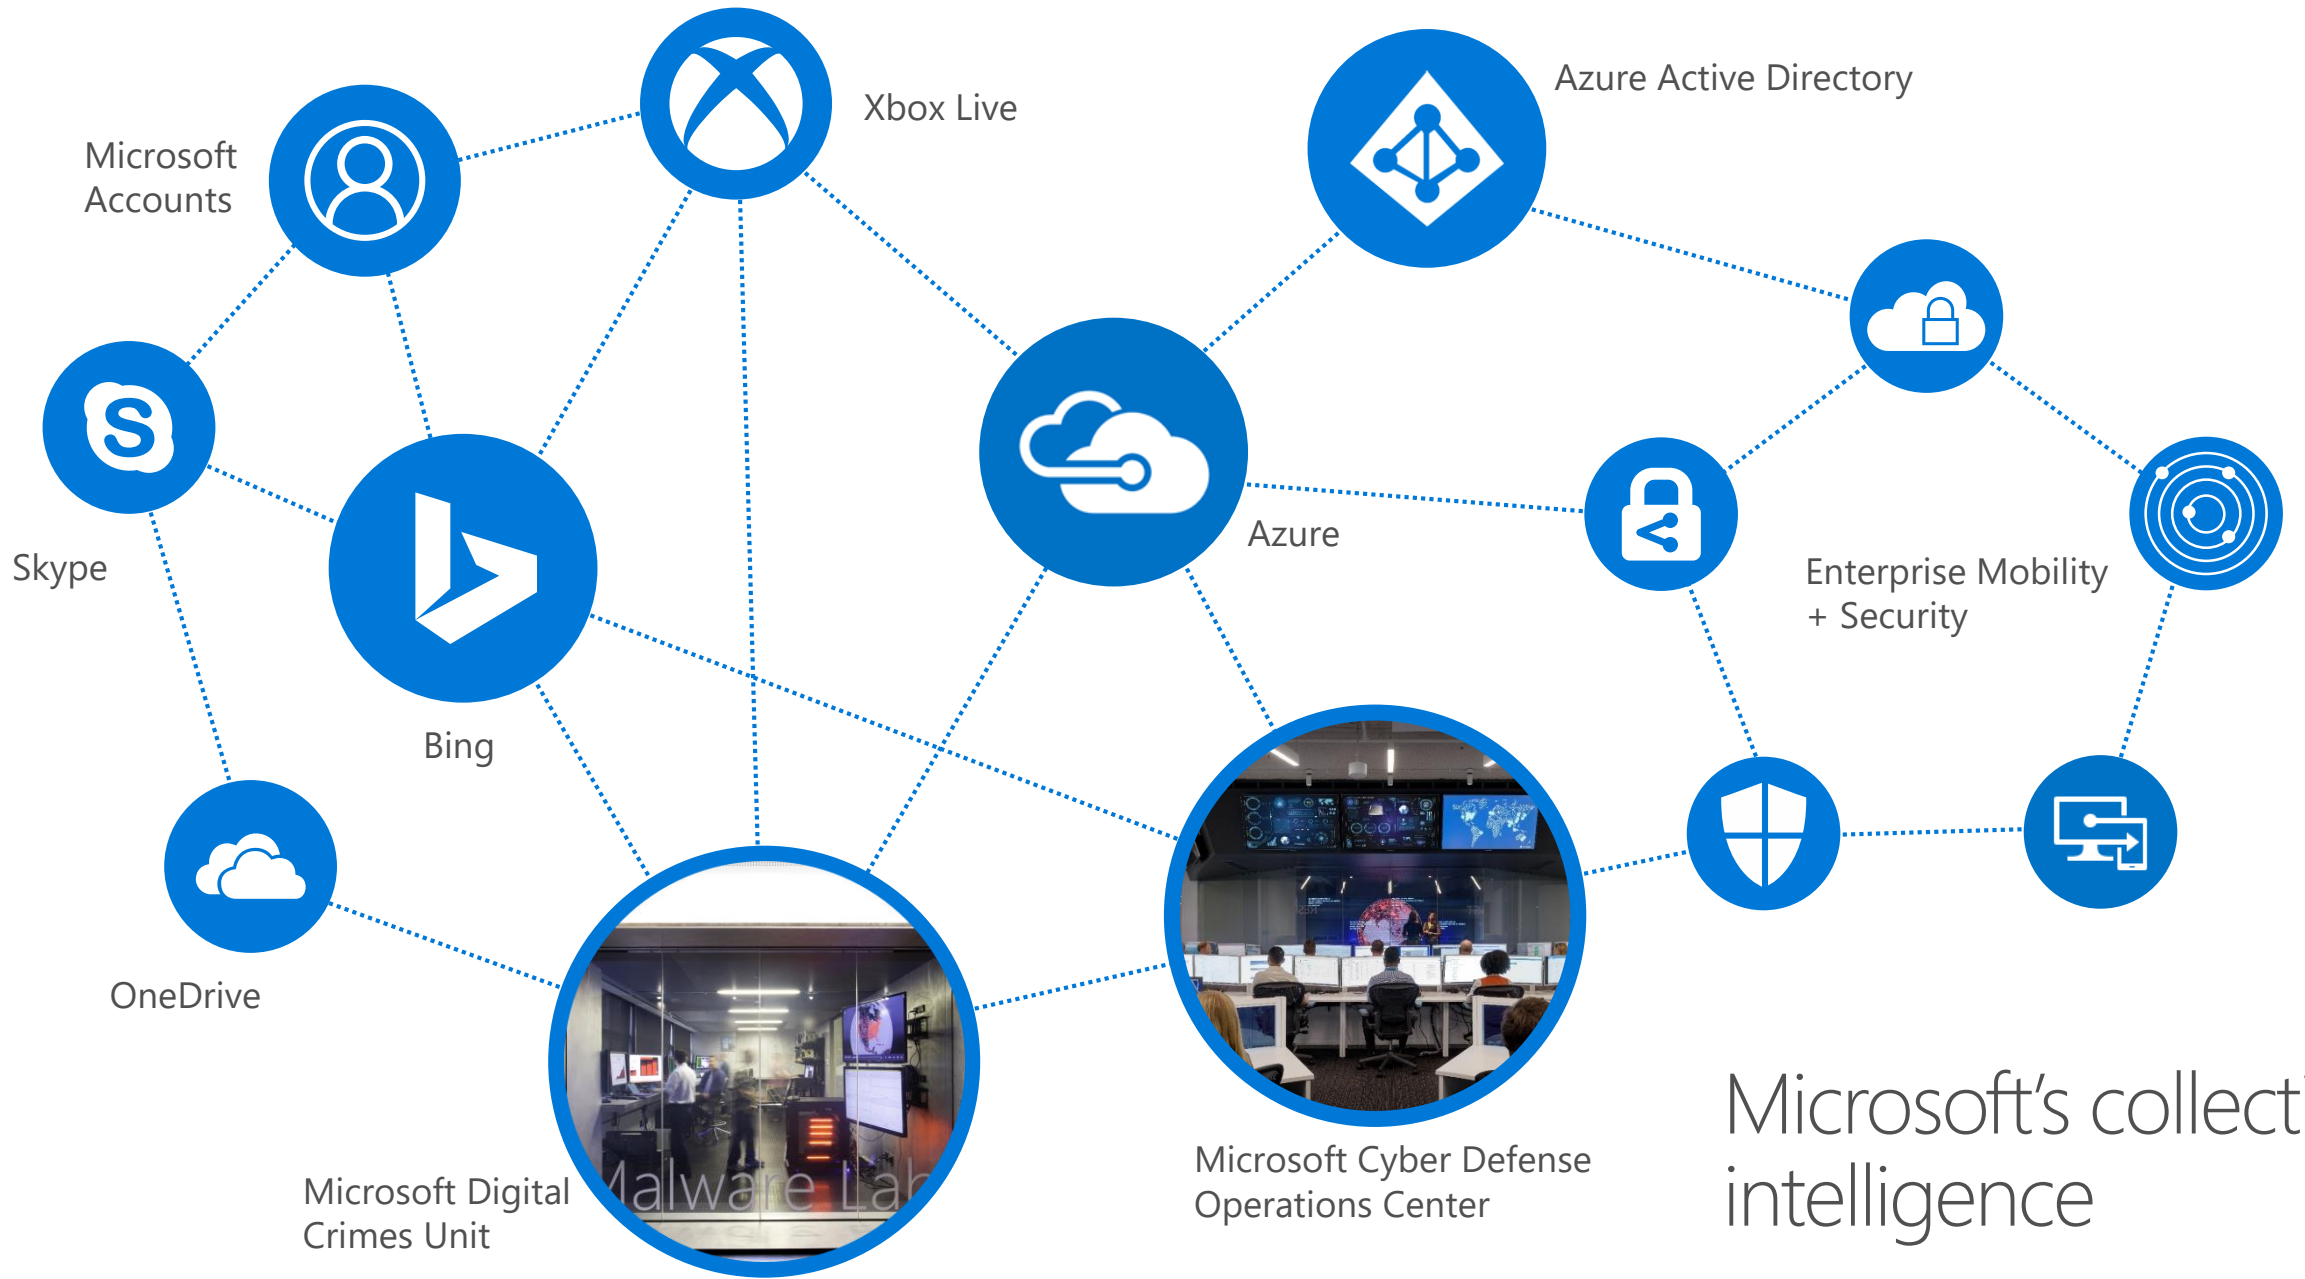 Xbox Live
Azure Active Directory
Microsoft
Accounts
Skype
Azure
Enterprise Mobility
+ Security
Bing
OneDrive
Microsoft Digital
Crimes Unit
Malware Lab
Microsoft Cyber Defense
Operations Center
Microsoft's collecti
intelligence